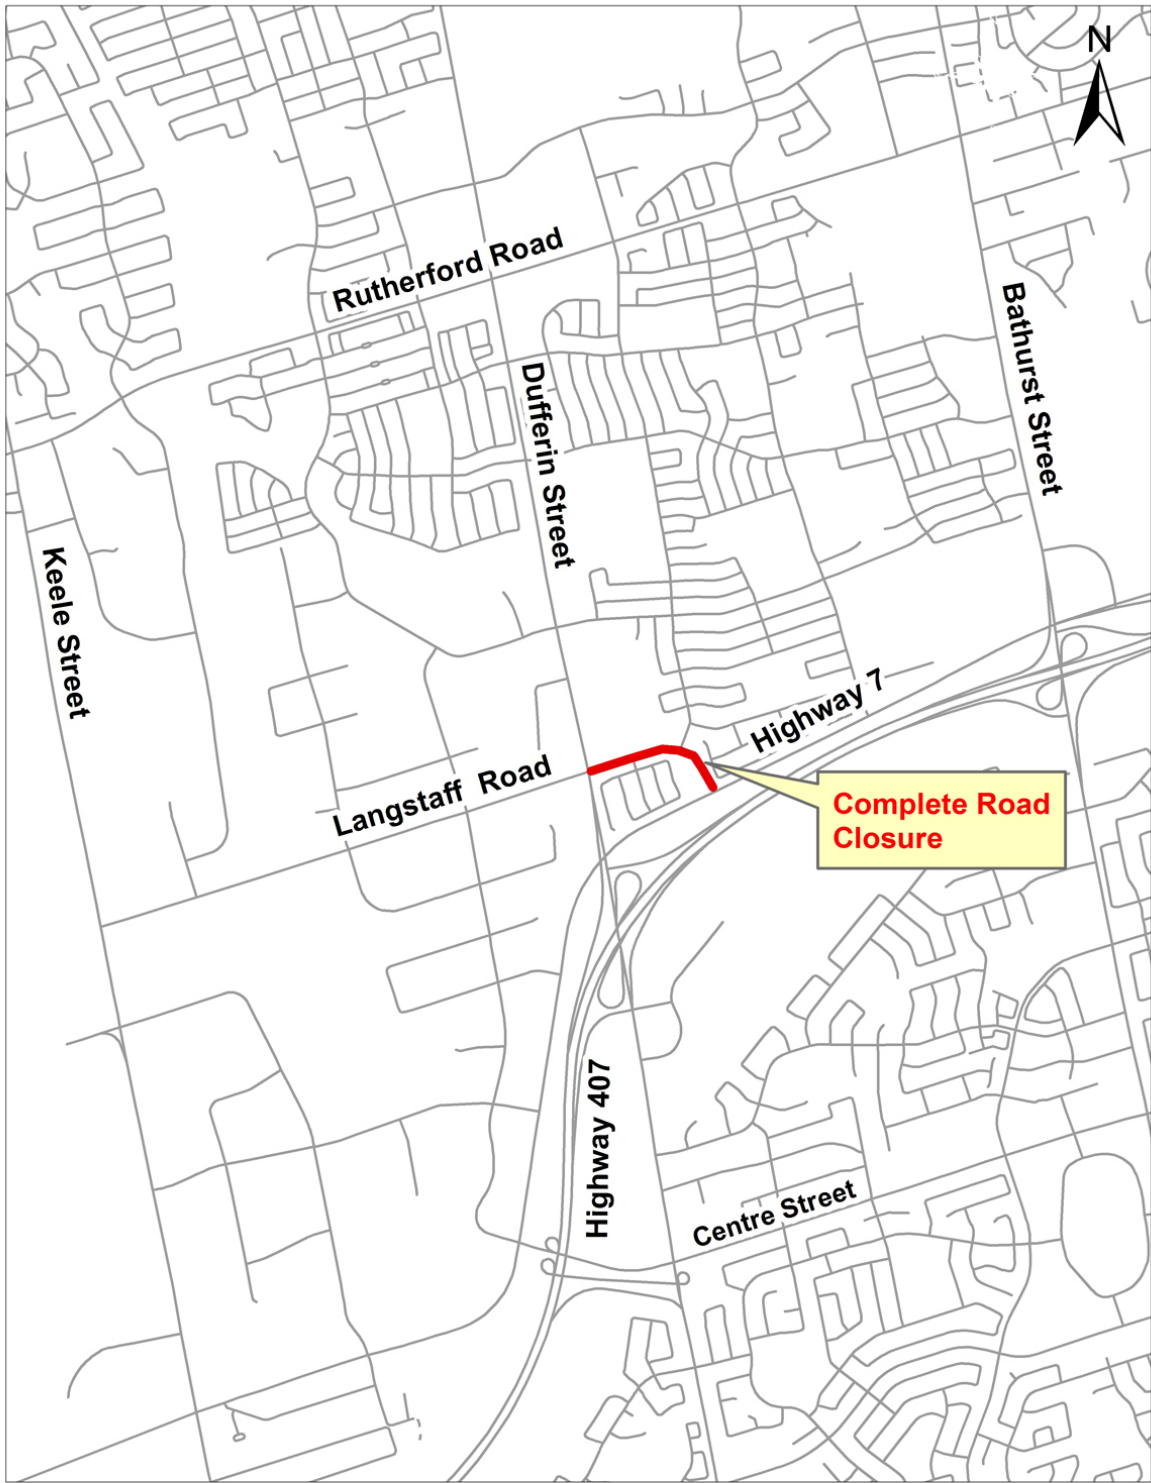 N
Rutherford Road
Bathurst Street
Dufferin Street
Keele Street
Highway 7
Langstaff Road
Complete Road
Closure
Highway 407
Centre Street